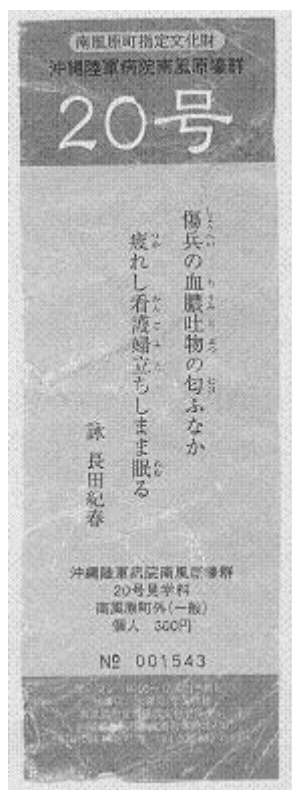 南風原町指定文化財
沖縄陸軍病院南風原壕群
20号
傷兵の血膿吐物の匂ふなか
疲れし看護婦立ちしまま眠る
詠 長田紀春
沖縄陸軍病院南風原壕群
20号見学料
南風原町外(一般)
個人 300円
№ 001543